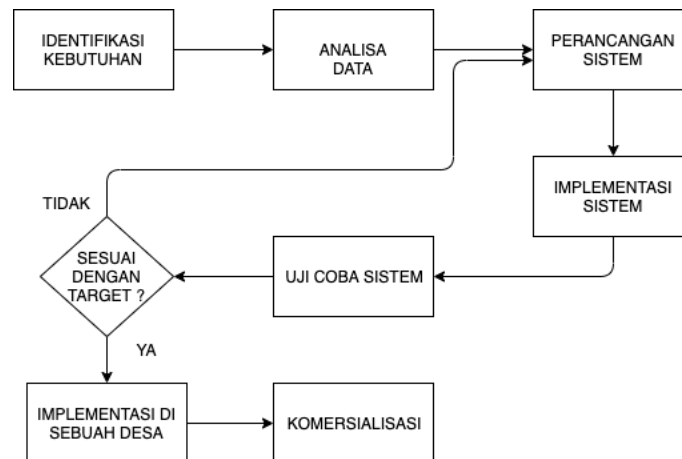 IDENTIFIKASI
KEBUTUHAN
ANALISA
DATA
PERANCANGAN
SISTEM
IMPLEMENTASI
SISTEM
UJI COBA SISTEM
TIDAK
SESUAI
DENGAN
TARGET ?
YA
IMPLEMENTASI DI
SEBUAH DESA
KOMERSIALISASI